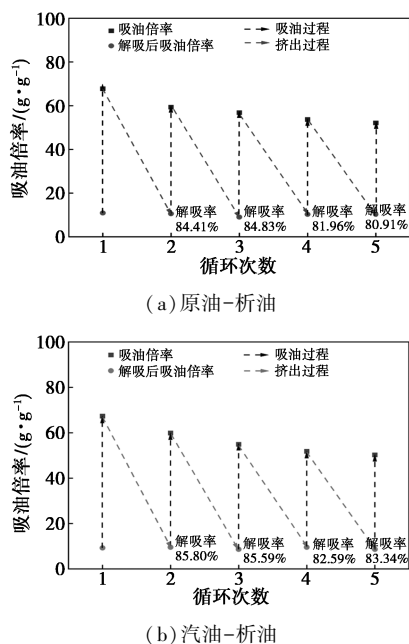 100
80
60
40
20
0
吸油倍率/(g·g⁻¹)
吸油倍率
解吸后吸油倍率
吸油过程
挤出过程
解吸率
84.41%
解吸率
84.83%
解吸率
81.96%
解吸率
80.91%
1 2 3 4 5
循环次数
(a)原油-析油
100
80
60
40
20
0
吸油倍率/(g·g⁻¹)
吸油倍率
解吸后吸油倍率
吸油过程
挤出过程
解吸率
85.80%
解吸率
85.59%
解吸率
82.59%
解吸率
83.34%
1 2 3 4 5
循环次数
(b)汽油-析油